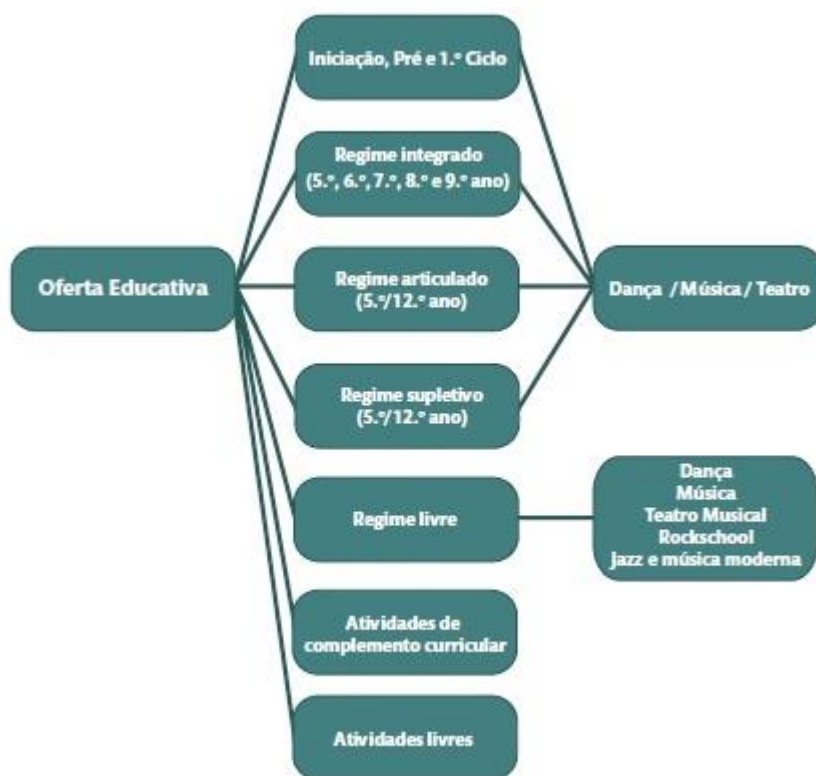 Oferta Educativa
Iniciação, Pré e 1.º Ciclo
Regime integrado
(5.º, 6.º, 7.º, 8.º e 9.º ano)
Regime articulado
(5.º/12.º ano)
Regime supletivo
(5.º/12.º ano)
Regime livre
Atividades de
complemento curricular
Atividades livres
Dança / Música / Teatro
Dança
Música
Teatro Musical
Rockschool
Jazz e música moderna